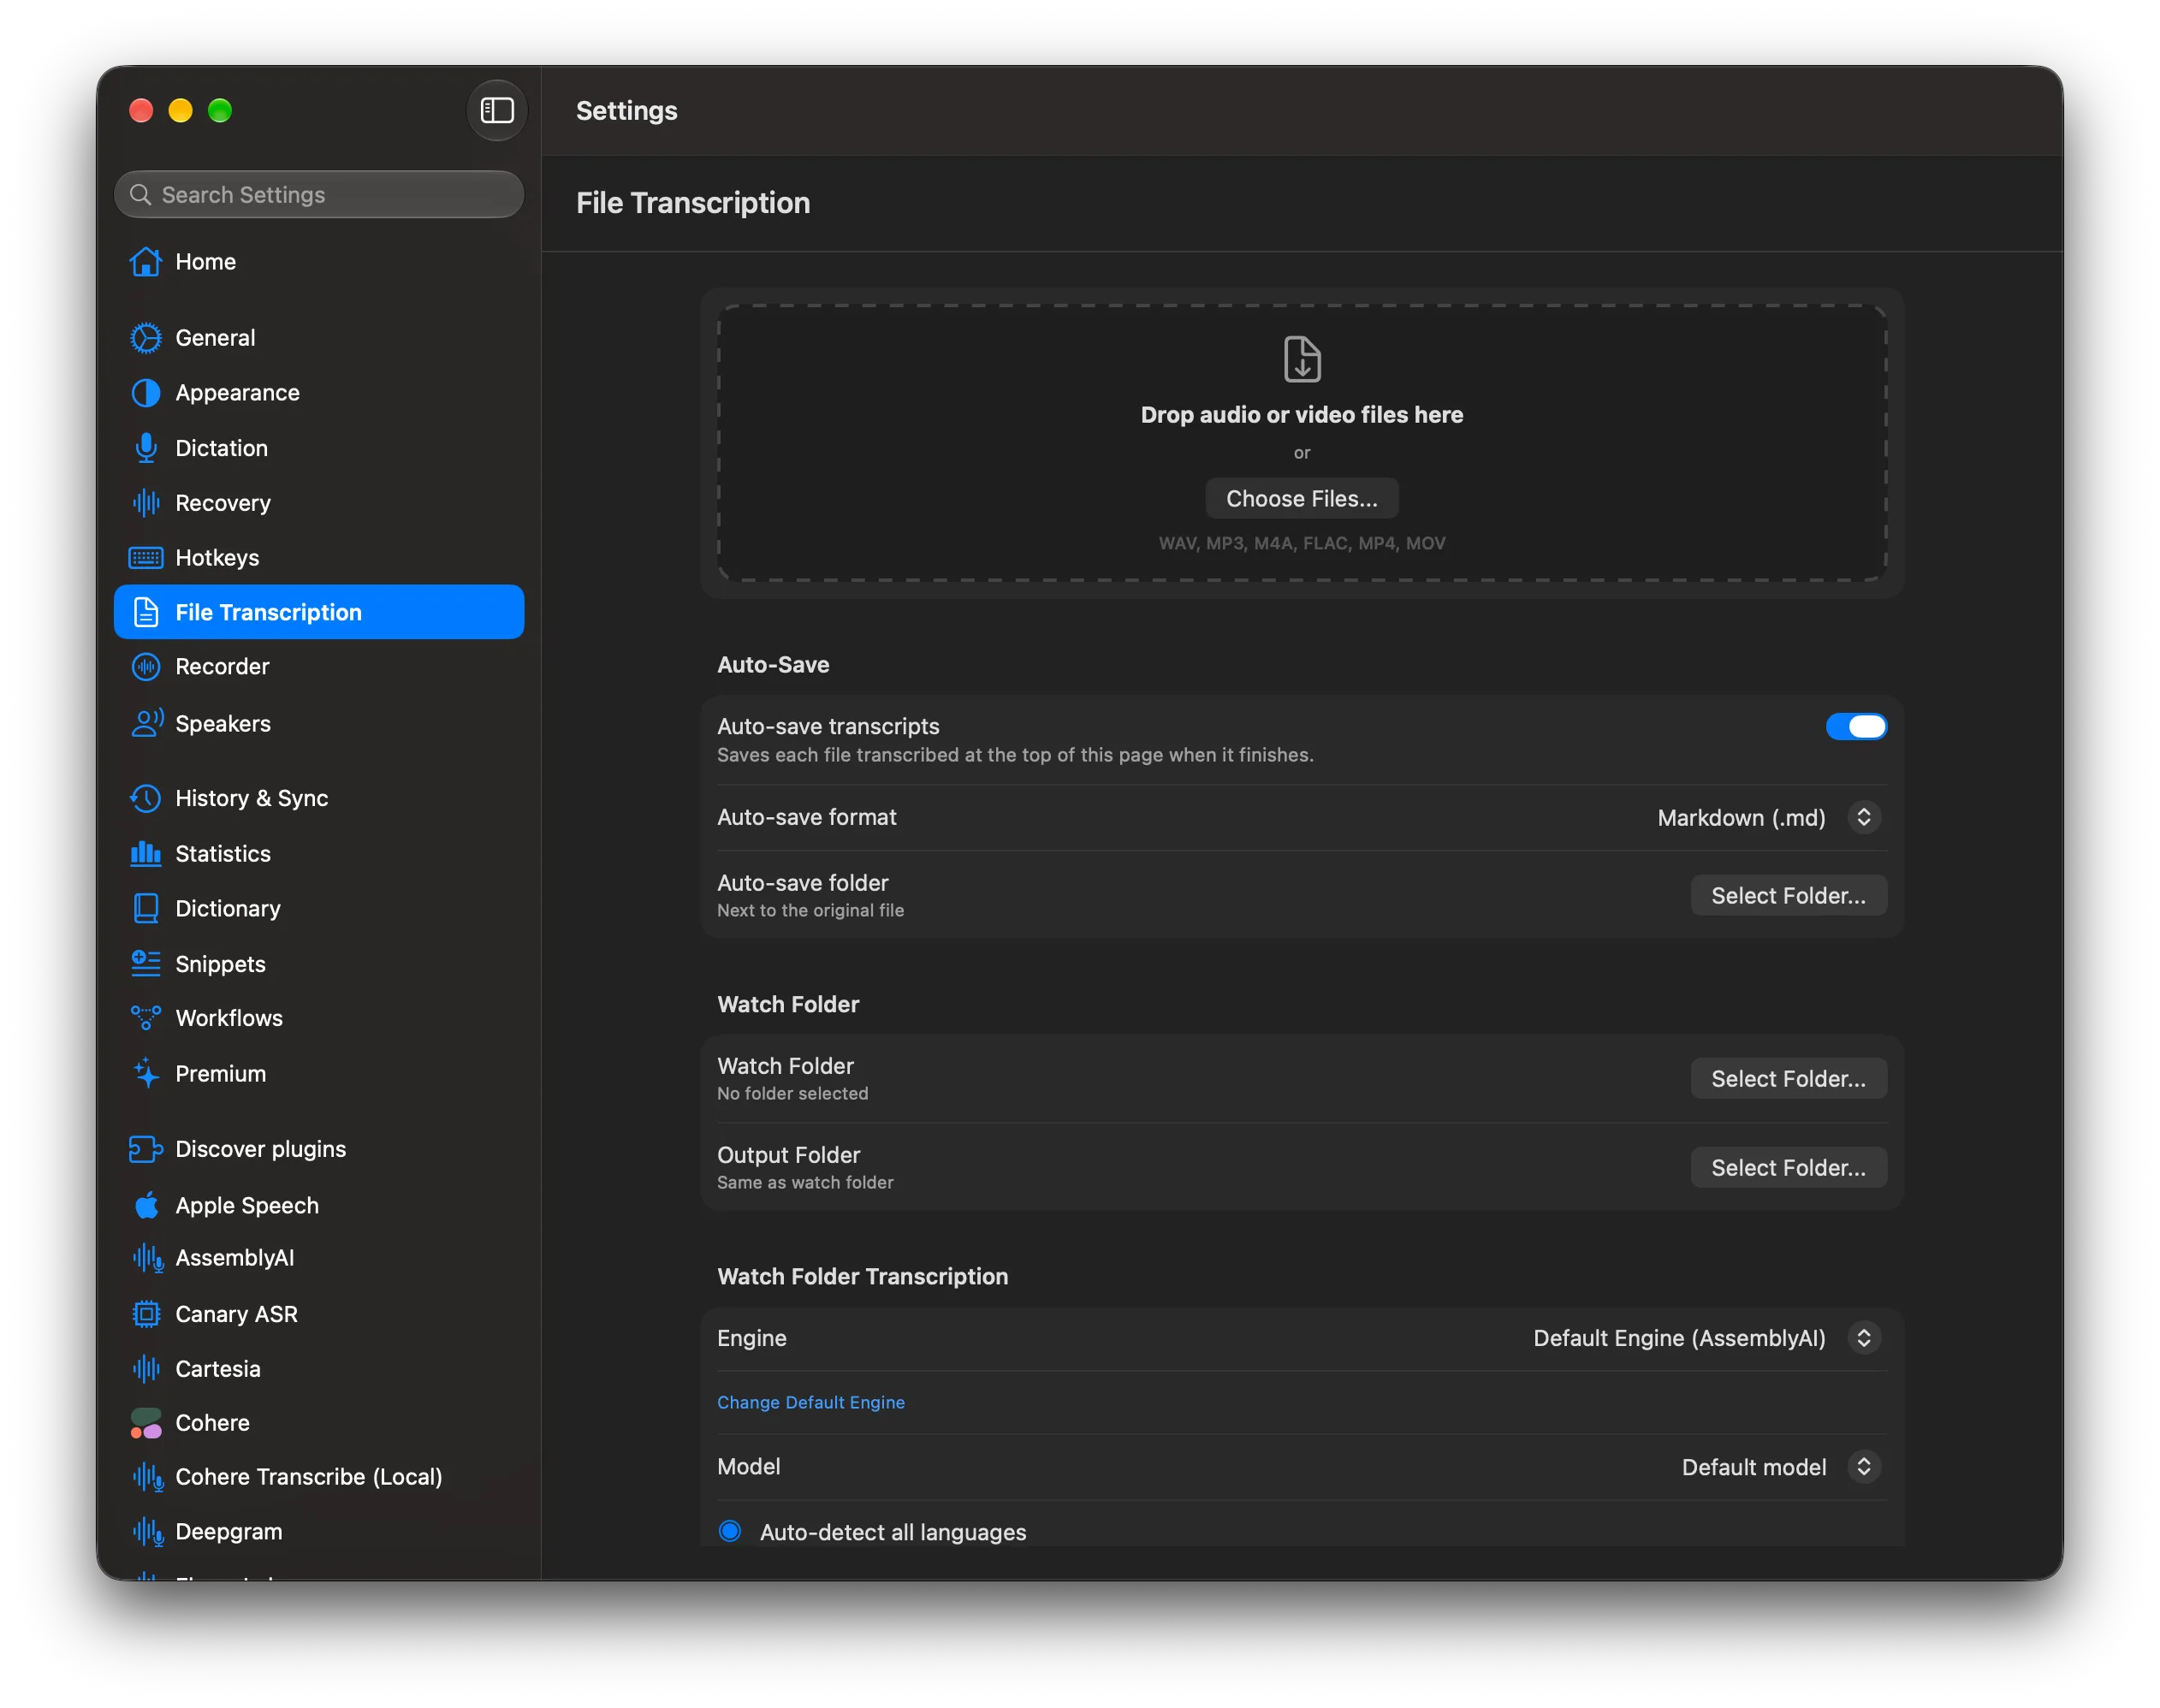 Settings
Search Settings
Home
General
Appearance
Dictation
Recovery
Hotkeys
File Transcription
Recorder
Speakers
History & Sync
Statistics
Dictionary
Snippets
Workflows
Premium
Discover plugins
Apple Speech
AssemblyAI
Canary ASR
Cartesia
Cohere
Cohere Transcribe (Local)
Deepgram
File Transcription
Drop audio or video files here
or
Choose Files...
WAV, MP3, M4A, FLAC, MP4, MOV
Auto-Save
Auto-save transcripts
Saves each file transcribed at the top of this page when it finishes.
Auto-save format Markdown (.md)
Auto-save folder
Next to the original file
Select Folder...
Watch Folder
Watch Folder
No folder selected
Select Folder...
Output Folder
Same as watch folder
Select Folder...
Watch Folder Transcription
Engine Default Engine (AssemblyAI)
Change Default Engine
Model Default model
Auto-detect all languages